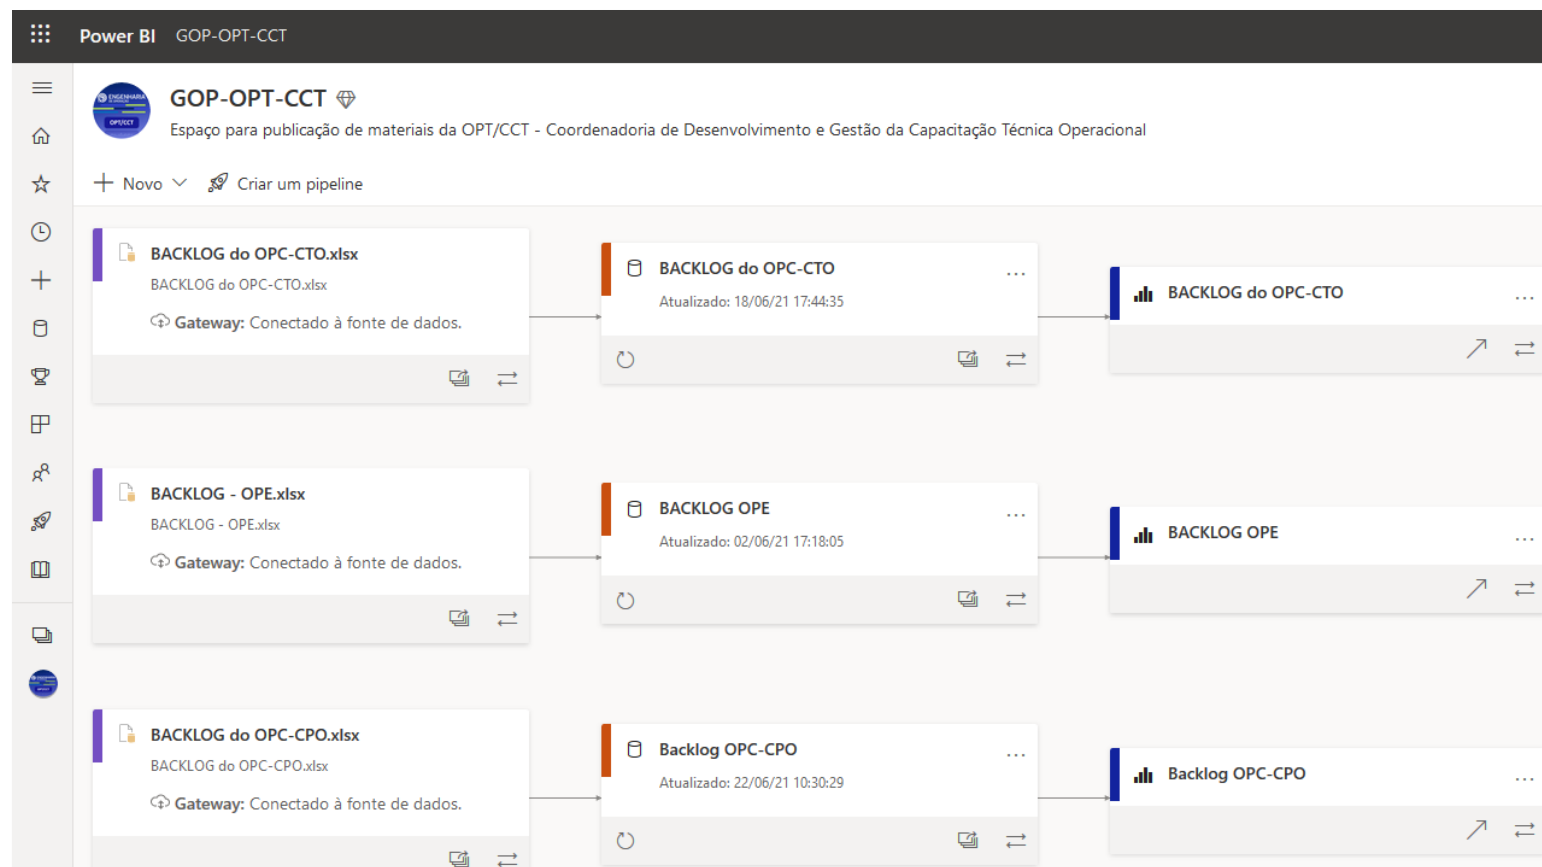 Power BI GOP-OPT-CCT
ENGENHARIA
OPT/CCT
GOP-OPT-CCT
Espaço para publicação de materiais da OPT/CCT - Coordenadoria de Desenvolvimento e Gestão da Capacitação Técnica Operacional
Novo Criar um pipeline
BACKLOG do OPC-CTO.xlsx
BACKLOG do OPC-CTO.xlsx
Gateway: Conectado à fonte de dados.
BACKLOG do OPC-CTO
...
Atualizado: 18/06/21 17:44:35
BACKLOG do OPC-CTO
...
BACKLOG - OPE.xlsx
BACKLOG - OPE.xlsx
Gateway: Conectado à fonte de dados.
BACKLOG OPE
...
Atualizado: 02/06/21 17:18:05
BACKLOG OPE
...
BACKLOG do OPC-CPO.xlsx
BACKLOG do OPC-CPO.xlsx
Gateway: Conectado à fonte de dados.
Backlog OPC-CPO
...
Atualizado: 22/06/21 10:30:29
Backlog OPC-CPO
...